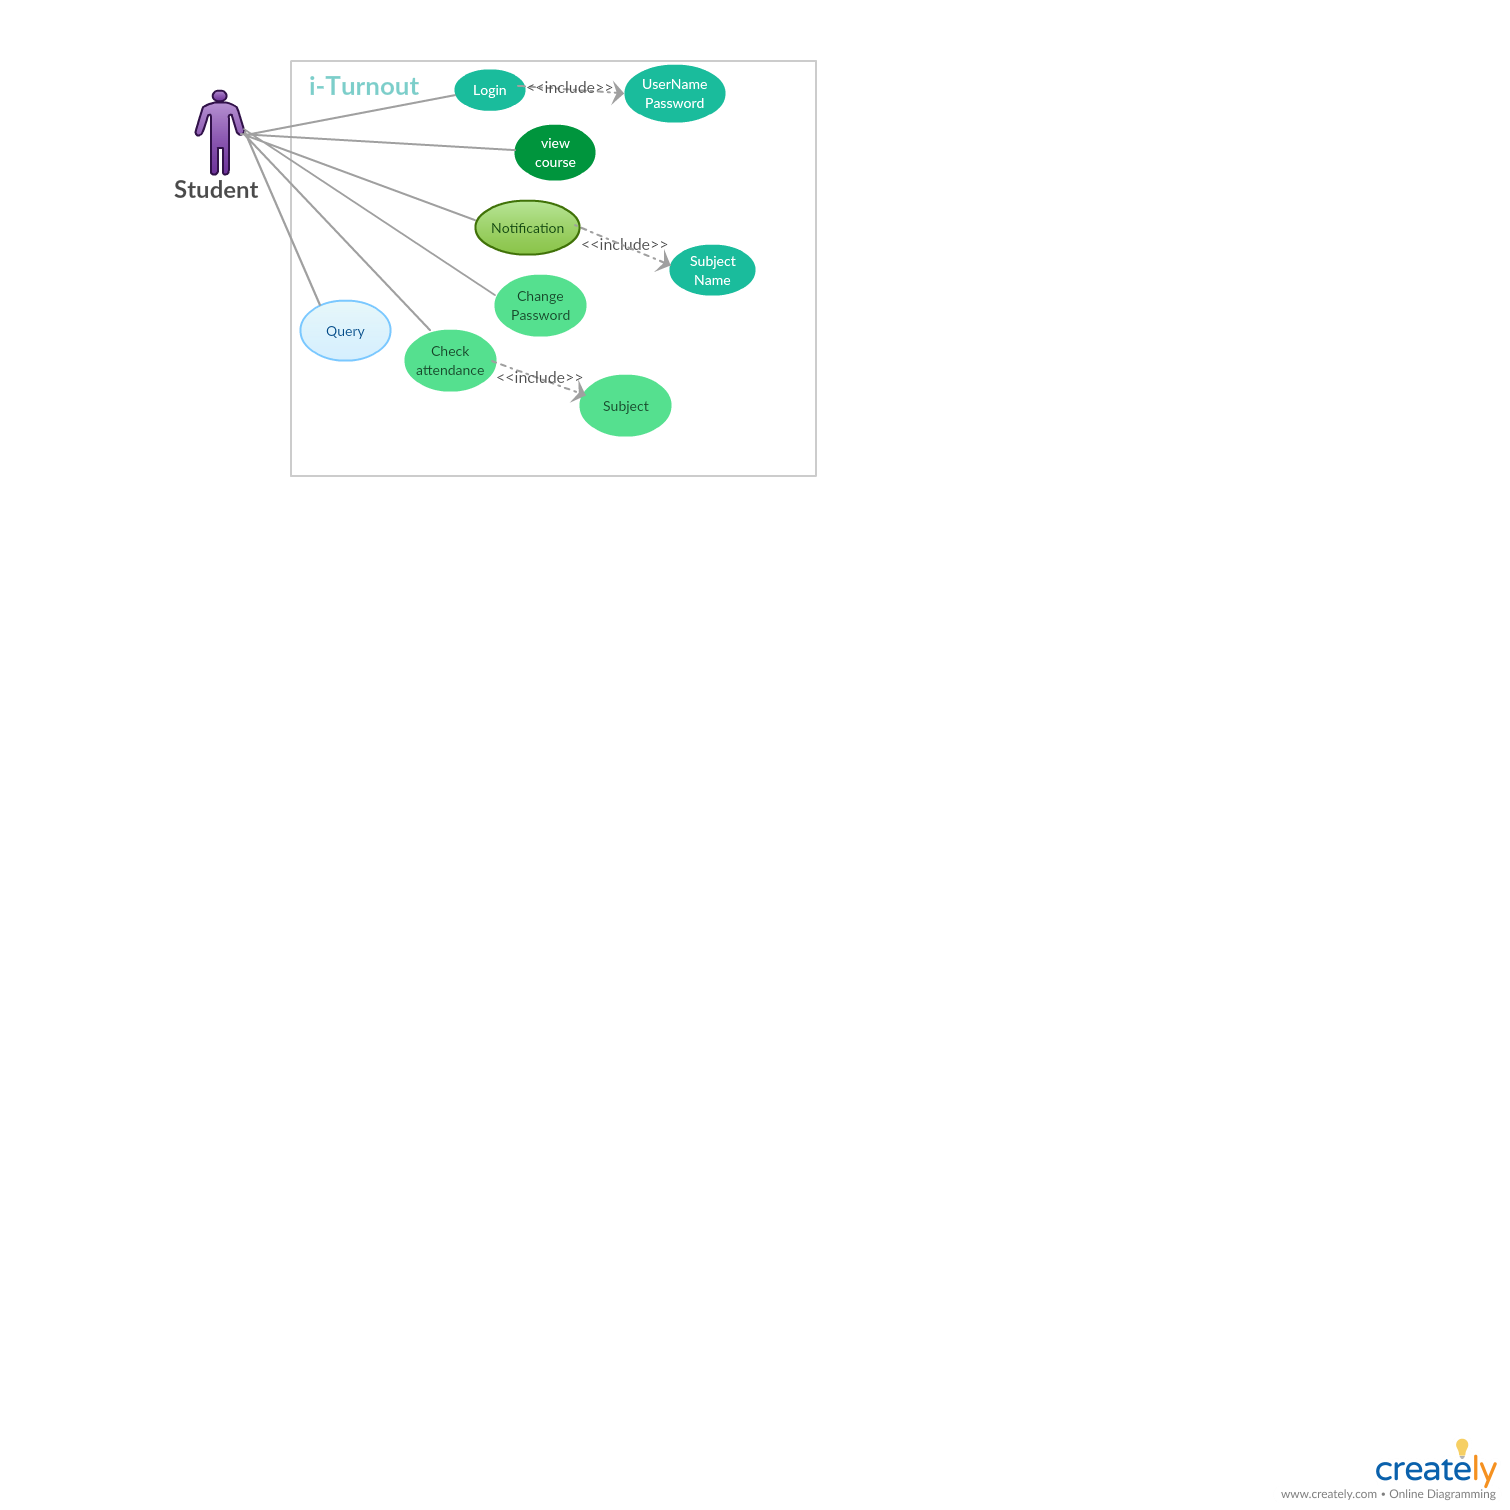 i-Turnout
Login
<<include>>
UserName
Password
view
course
Student
Notification
<<include>>
Subject
Name
Change
Password
Query
Check
attendance
<<include>>
Subject
creately
www.creately.com • Online Diagramming